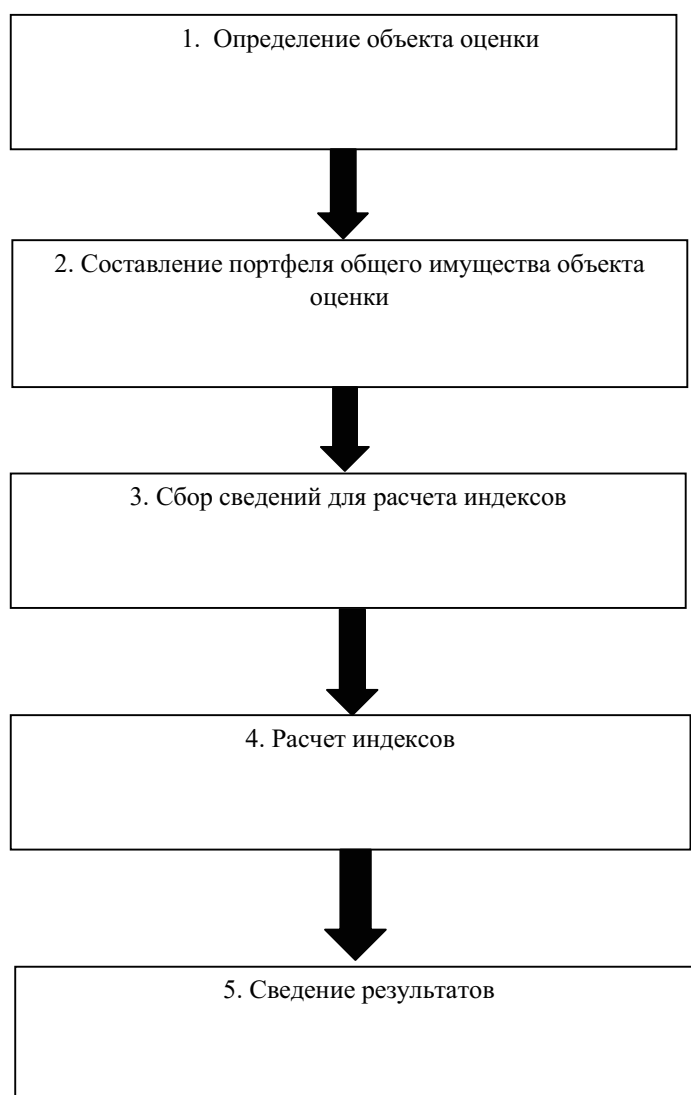 1. Определение объекта оценки
2. Составление портфеля общего имущества объекта
оценки
3. Сбор сведений для расчета индексов
4. Расчет индексов
5. Сведение результатов